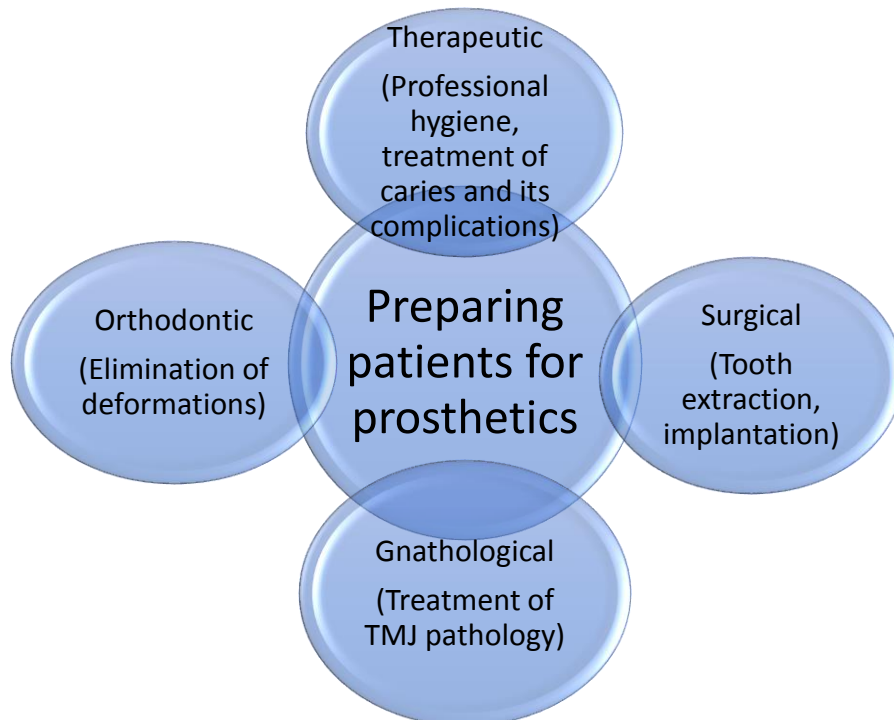 Therapeutic
(Professional
hygiene,
treatment of
caries and its
complications)
Preparing
patients for
prosthetics
Orthodontic
(Elimination of
deformations)
Surgical
(Tooth
extraction,
implantation)
Gnathological
(Treatment of
TMJ pathology)